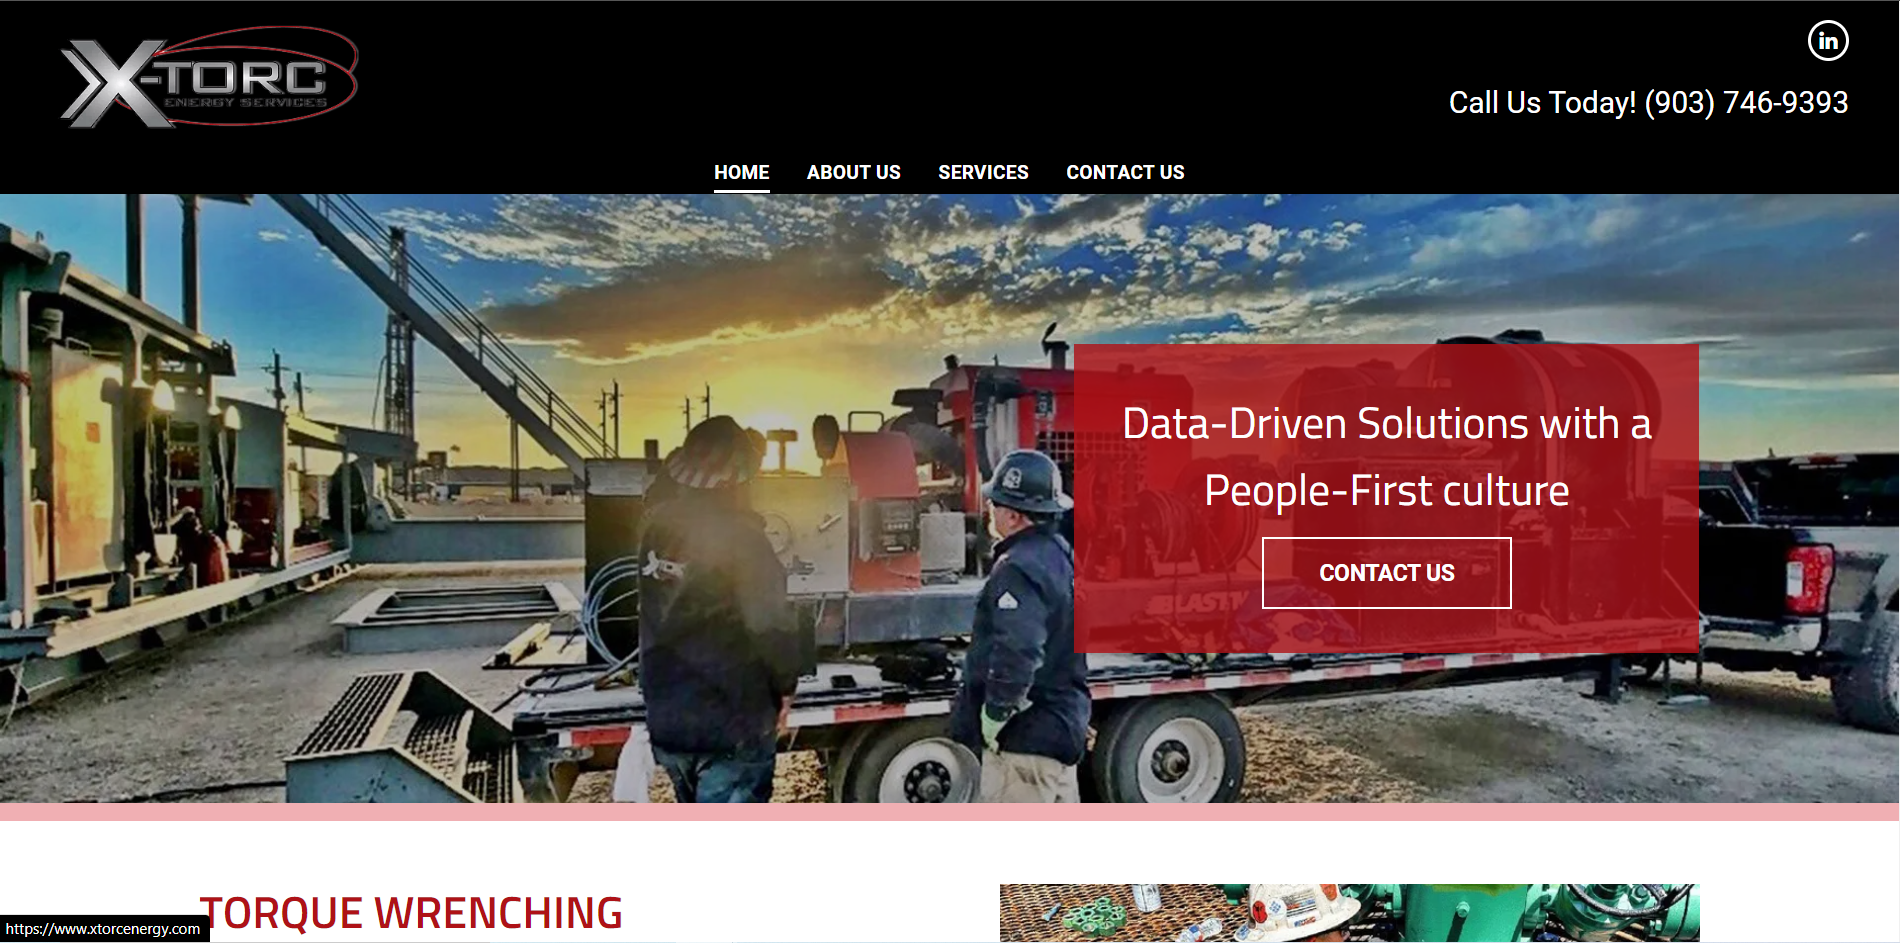 X-TORC
ENERGY SERVICES
in
Call Us Today! (903) 746-9393
HOME ABOUT US SERVICES CONTACT US
Data-Driven Solutions with a
People-First culture
CONTACT US
TORQUE WRENCHING
https://www.xtorcenergy.com